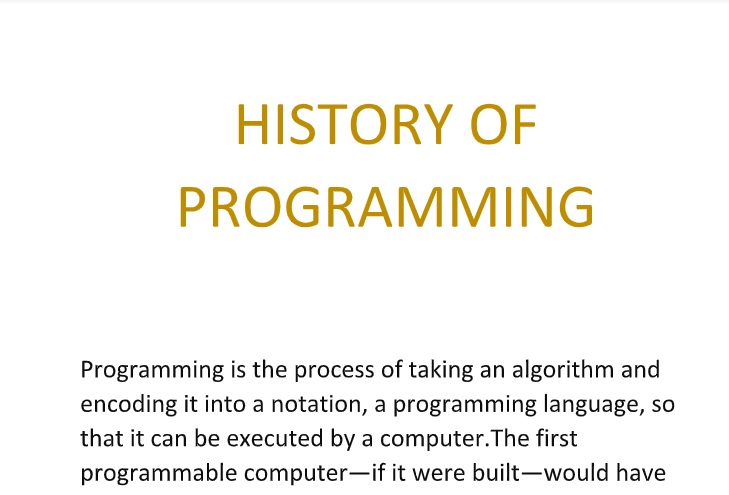 HISTORY OF
PROGRAMMING
Programming is the process of taking an algorithm and
encoding it into a notation, a programming language, so
that it can be executed by a computer.The first
programmable computer—if it were built—would have